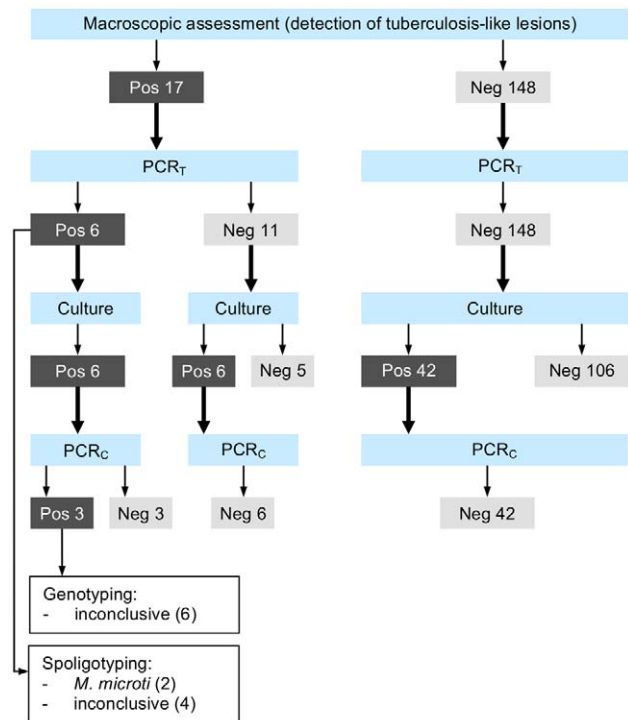 Macroscopic assessment (detection of tuberculosis-like lesions)
Pos 17
Neg 148
PCRT
PCRT
Pos 6
Neg 11
Neg 148
Culture
Culture
Culture
Pos 6
Pos 6
Neg 5
Pos 42
Neg 106
PCRC
PCRC
PCRC
Pos 3
Neg 3
Neg 6
Neg 42
Genotyping:
- inconclusive (6)
Spoligotyping:
- M. microti (2)
- inconclusive (4)